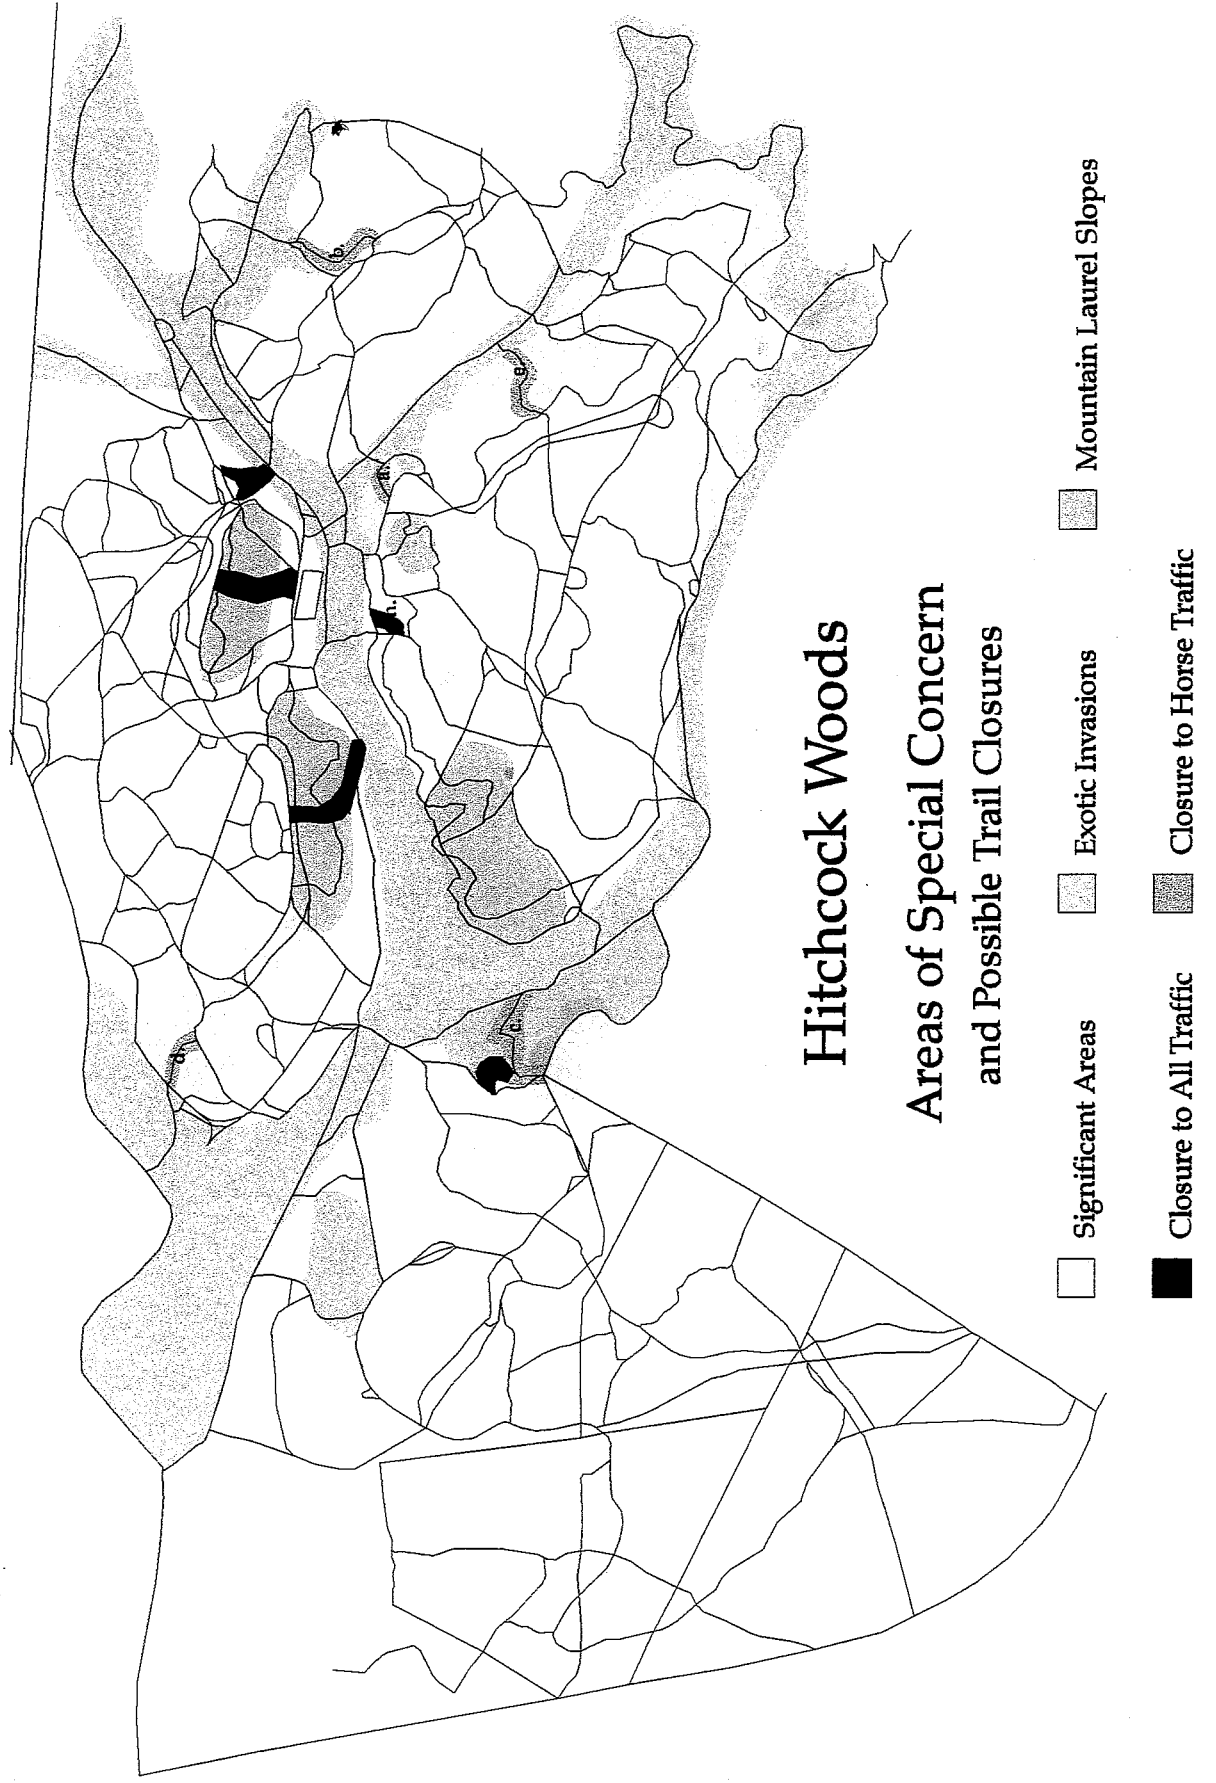 Hitchcock Woods
Areas of Special Concern
and Possible Trail Closures
Significant Areas
Exotic Invasions
Mountain Laurel Slopes
Closure to All Traffic
Closure to Horse Traffic
d.
c.
a.
b.
e.